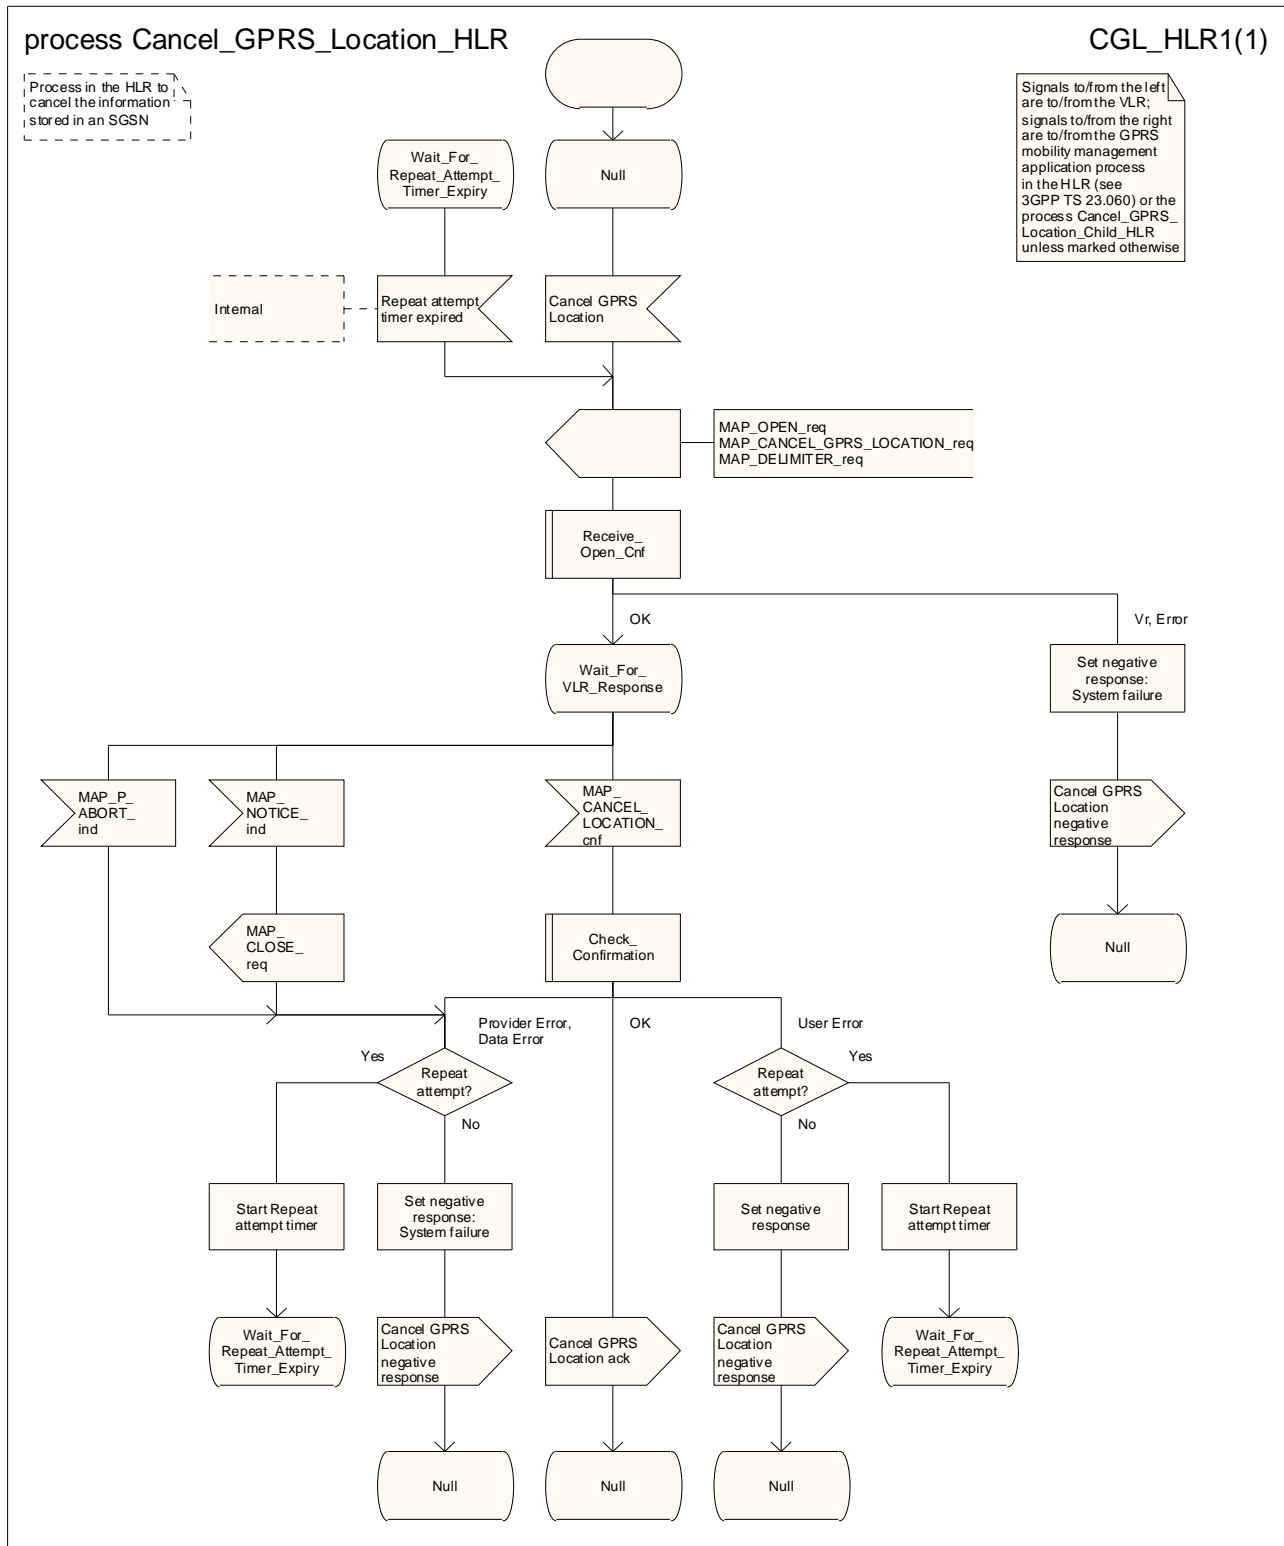 process Cancel_GPRS_Location_HLR
CGL_HLR1(1)
Process in the HLR to
cancel the information
stored in an SGSN
Signals to/from the left
are to/from the VLR;
signals to/from the right
are to/from the GPRS
mobility management
application process
in the HLR (see
3GPP TS 23.060) or the
process Cancel_GPRS_
Location_Child_HLR
unless marked otherwise
Wait_For_
Repeat_Attempt_
Timer_Expiry
Null
Internal
Repeat attempt
timer expired
Cancel GPRS
Location
MAP_OPEN_req
MAP_CANCEL_GPRS_LOCATION_req
MAP_DELIMITER_req
Receive_
Open_Cnf
OK
Vr, Error
Wait_For_
VLR_Response
Set negative
response:
System failure
MAP_P_
ABORT_
ind
MAP_
NOTICE_
ind
MAP_
CANCEL_
LOCATION_
cnf
Cancel GPRS
Location
negative
response
MAP_
CLOSE_
req
Check_
Confirmation
Null
Provider Error,
Data Error
OK
User Error
Yes
Repeat
attempt?
No
Repeat
attempt?
Yes
No
Start Repeat
attempt timer
Set negative
response:
System failure
Set negative
response
Start Repeat
attempt timer
Wait_For_
Repeat_Attempt_
Timer_Expiry
Cancel GPRS
Location
negative
response
Cancel GPRS
Location ack
Cancel GPRS
Location
negative
response
Wait_For_
Repeat_Attempt_
Timer_Expiry
Null
Null
Null